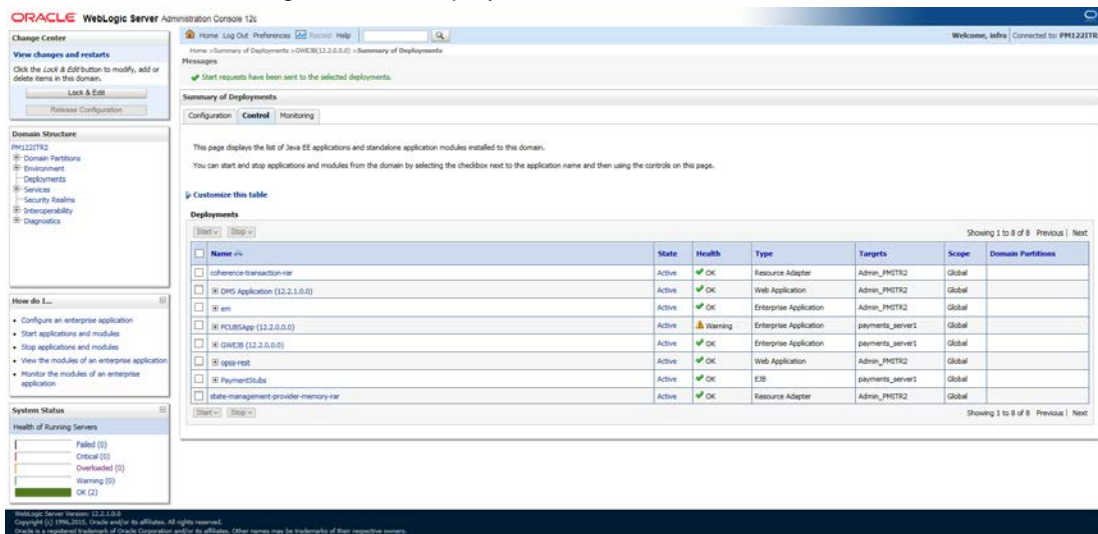 ORACLE WebLogic Server Administration Console 12c
Change Center
View changes and restarts
Click the Lock & Edit button to modify, add or
delete items in this domain.
Lock & Edit
Release Configuration
Domain Structure
PM122ITR2
Domain Partitions
Environment
Deployments
Services
Security Realms
Interoperability
Diagnostics
How do I...
Configure an enterprise application
Start applications and modules
Stop applications and modules
View the modules of an enterprise application
Monitor the modules of an enterprise
application
System Status
Health of Running Servers
Failed (0)
Critical (0)
Overloaded (0)
Warning (0)
OK (2)
Home Log Out Preferences Record Help
Welcome, infra Connected to: PM122ITR
Home >Summary of Deployments >GWEJB(12.2.0.0.0) >Summary of Deployments
Messages
Start requests have been sent to the selected deployments.
Summary of Deployments
Configuration Control Monitoring
This page displays the list of Java EE applications and standalone application modules installed to this domain.
You can start and stop applications and modules from the domain by selecting the checkbox next to the application name and then using the controls on this page.
Customize this table
Deployments
Start Stop Showing 1 to 8 of 8 Previous | Next
Name State Health Type Targets Scope Domain Partitions
coherence-transaction-rar Active OK Resource Adapter Admin_PMITR2 Global
DMS Application (12.2.1.0.0) Active OK Web Application Admin_PMITR2 Global
em Active OK Enterprise Application Admin_PMITR2 Global
FCUBSApp (12.2.0.0.0) Active Warning Enterprise Application payments_server1 Global
GWEJB (12.2.0.0.0) Active OK Enterprise Application payments_server1 Global
opss-rest Active OK Web Application Admin_PMITR2 Global
PaymentStubs Active OK EJB payments_server1 Global
state-management-provider-memory-rar Active OK Resource Adapter Admin_PMITR2 Global
Start Stop Showing 1 to 8 of 8 Previous | Next
WebLogic Server Version: 12.2.1.0.0
Copyright (c) 1996,2015, Oracle and/or its affiliates. All rights reserved.
Oracle is a registered trademark of Oracle Corporation and/or its affiliates. Other names may be trademarks of their respective owners.